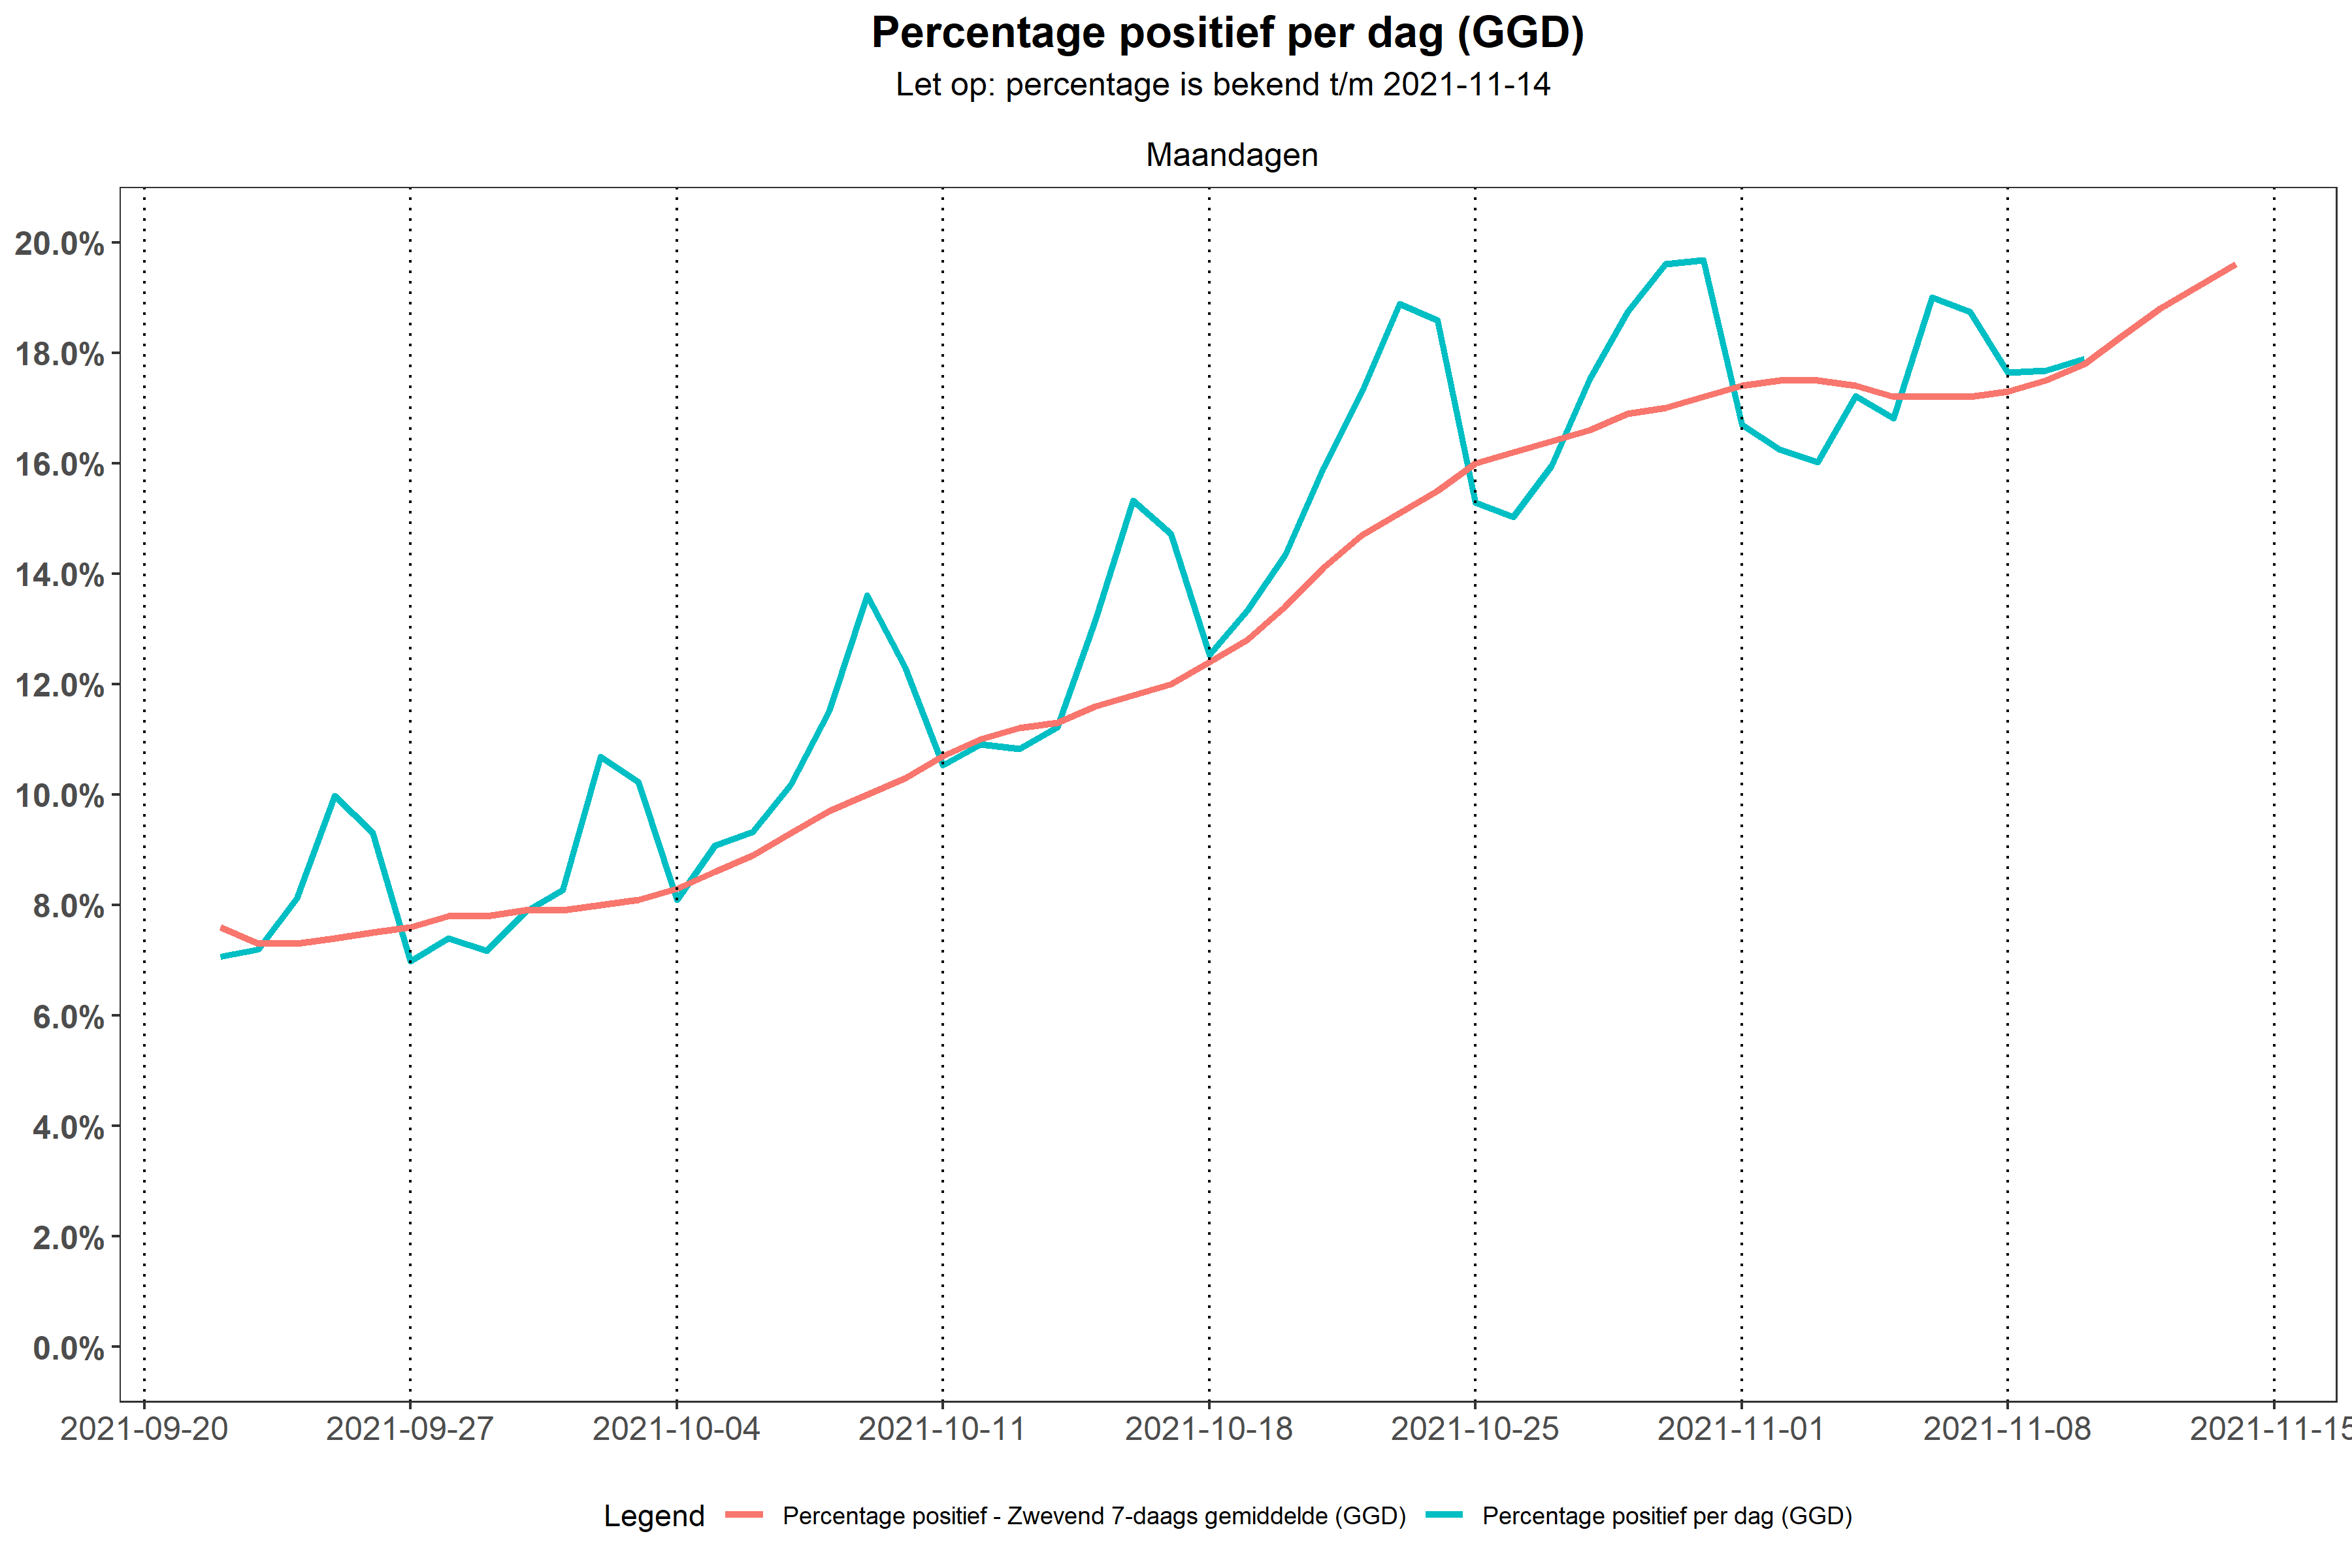 Percentage positief per dag (GGD)
Let op: percentage is bekend t/m 2021-11-14
Maandagen
20.0%
18.0%
16.0%
14.0%
12.0%
10.0%
8.0%
6.0%
4.0%
2.0%
0.0%
2021-09-20 2021-09-27 2021-10-04 2021-10-11 2021-10-18 2021-10-25 2021-11-01 2021-11-08 2021-11-15
Legend Percentage positief - Zwevend 7-daags gemiddelde (GGD) Percentage positief per dag (GGD)